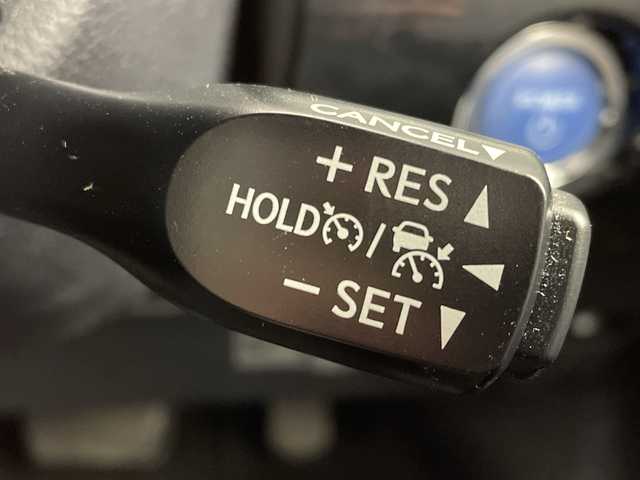 CANCEL▼
+ RES ▲
HOLD / ◀
− SET ▼